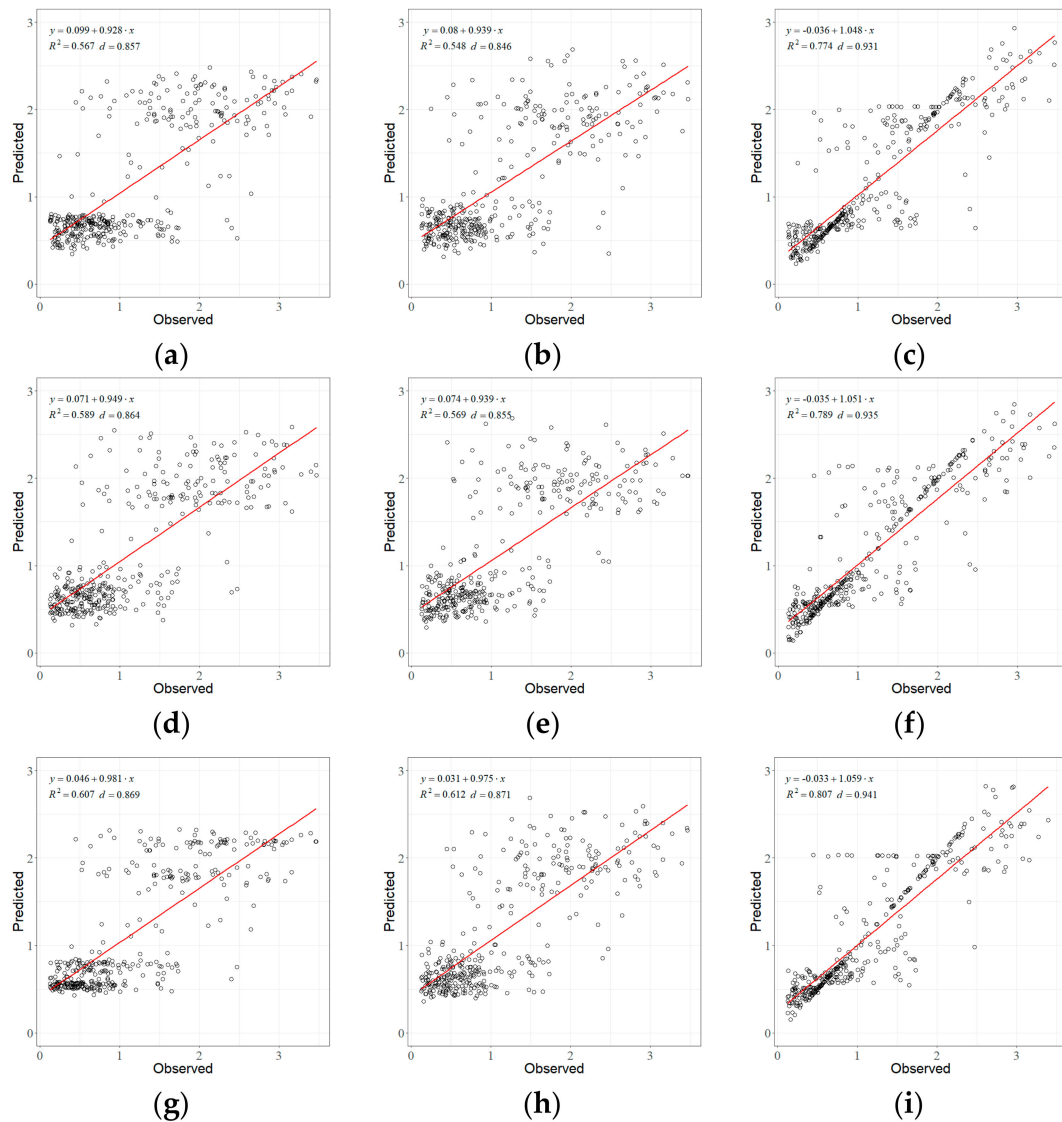 y = 0.099 + 0.928 · x
R² = 0.567 d = 0.857
3
2
1
0
Predicted
0 1 2 3
Observed
(a)
y = 0.08 + 0.939 · x
R² = 0.548 d = 0.846
3
2
1
0
Predicted
0 1 2 3
Observed
(b)
y = -0.036 + 1.048 · x
R² = 0.774 d = 0.931
3
2
1
0
Predicted
0 1 2 3
Observed
(c)
y = 0.071 + 0.949 · x
R² = 0.589 d = 0.864
3
2
1
0
Predicted
0 1 2 3
Observed
(d)
y = 0.074 + 0.939 · x
R² = 0.569 d = 0.855
3
2
1
0
Predicted
0 1 2 3
Observed
(e)
y = -0.035 + 1.051 · x
R² = 0.789 d = 0.935
3
2
1
0
Predicted
0 1 2 3
Observed
(f)
y = 0.046 + 0.981 · x
R² = 0.607 d = 0.869
3
2
1
0
Predicted
0 1 2 3
Observed
(g)
y = 0.031 + 0.975 · x
R² = 0.612 d = 0.871
3
2
1
0
Predicted
0 1 2 3
Observed
(h)
y = -0.033 + 1.059 · x
R² = 0.807 d = 0.941
3
2
1
0
Predicted
0 1 2 3
Observed
(i)